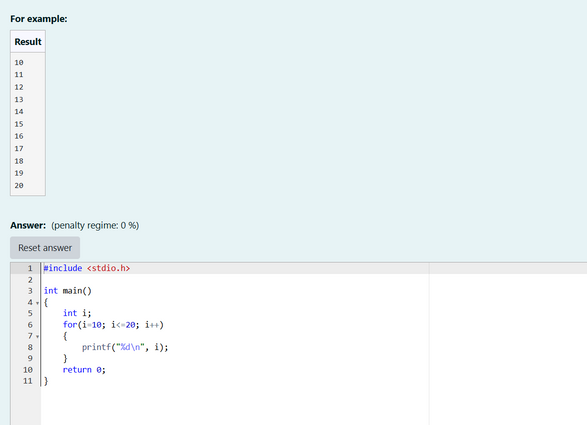 For example:
Result
10
11
12
13
14
15
16
17
18
19
20
Answer: (penalty regime: 0 %)
Reset answer
1 #include <stdio.h>
2
3 int main()
4 {
5     int i;
6     for(i=10; i<=20; i++)
7     {
8         printf("%d\n", i);
9     }
10     return 0;
11 }